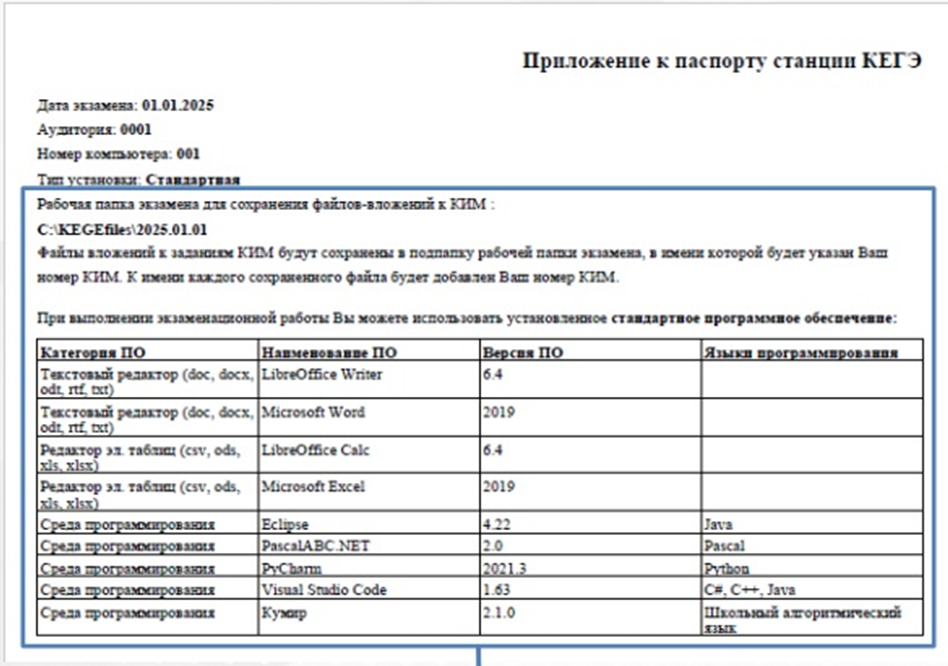 Приложение к паспорту станции КЕГЭ
Дата экзамена: 01.01.2025
Аудитория: 0001
Номер компьютера: 001
Тип установки: Стандартная
Рабочая папка экзамена для сохранения файлов-вложений к КИМ :
C:\KEGEfiles\2025.01.01
Файлы вложений к заданиям КИМ будут сохранены в подпапку рабочей папки экзамена, в имени которой будет указан Ваш
номер КИМ. К имени каждого сохраненного файла будет добавлен Ваш номер КИМ.
При выполнении экзаменационной работы Вы можете использовать установленное стандартное программное обеспечение:
Категория ПО Наименование ПО Версия ПО Языки программирования
Текстовый редактор (doc, docx, LibreOffice Writer 6.4
odt, rtf, txt)
Текстовый редактор (doc, docx, Microsoft Word 2019
odt, rtf, txt)
Редактор эл. таблиц (csv, ods, LibreOffice Calc 6.4
xls, xlsx)
Редактор эл. таблиц (csv, ods, Microsoft Excel 2019
xls, xlsx)
Среда программирования Eclipse 4.22 Java
Среда программирования PascalABC.NET 2.0 Pascal
Среда программирования PyCharm 2021.3 Python
Среда программирования Visual Studio Code 1.63 C#, C++, Java
Среда программирования Кумир 2.1.0 Школьный алгоритмический
язык